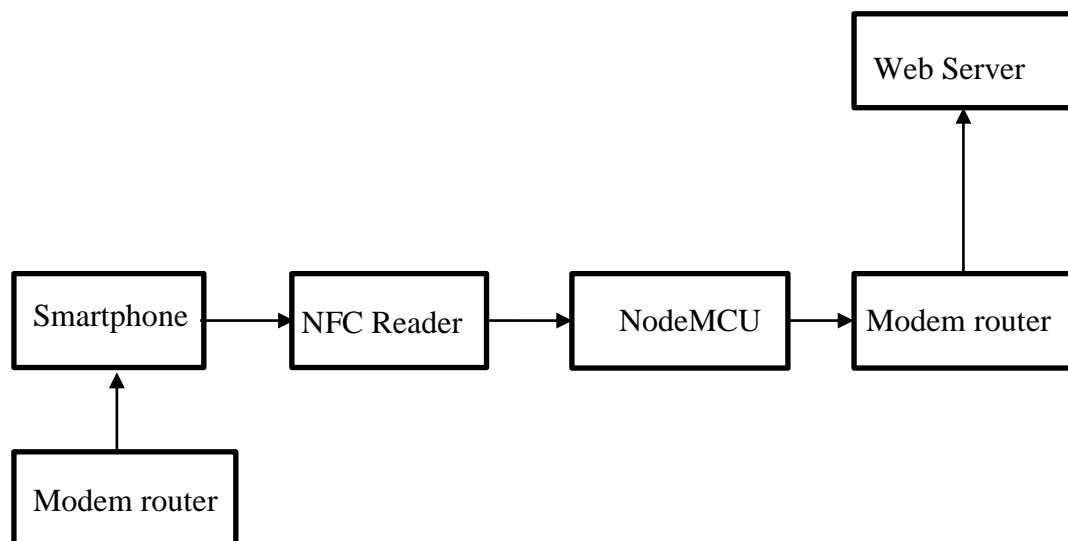 Web Server
Smartphone
NFC Reader
NodeMCU
Modem router
Modem router